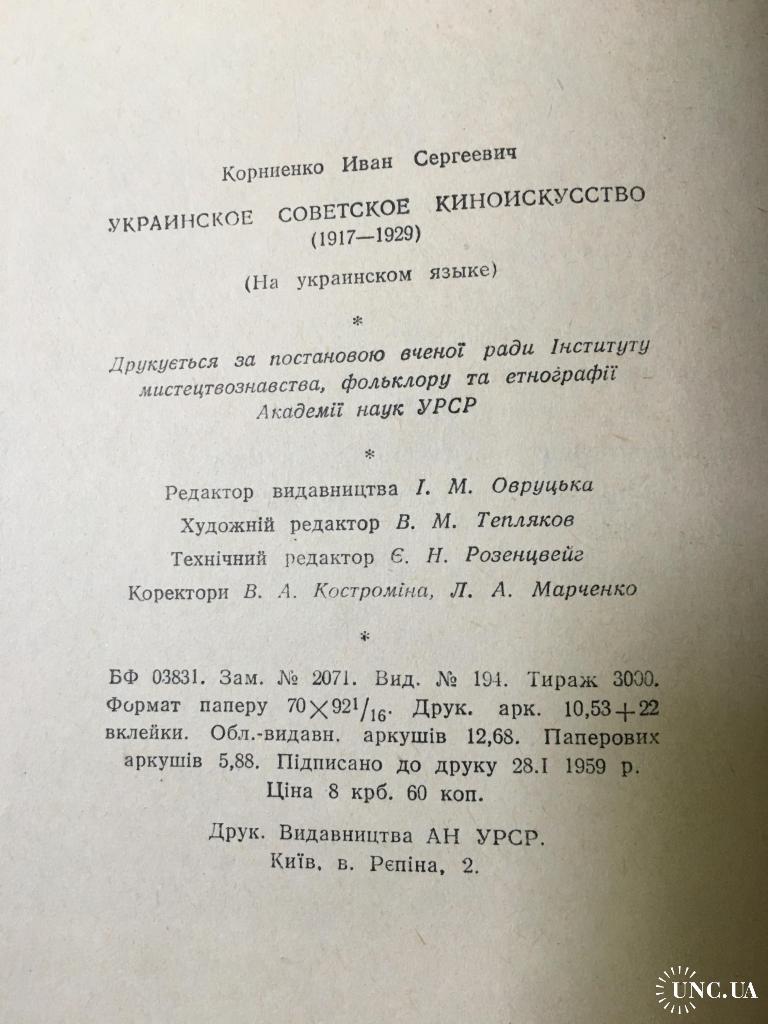 Корниенко Иван Сергеевич
УКРАИНСКОЕ СОВЕТСКОЕ КИНОИСКУССТВО
(1917—1929)
(На украинском языке)
*
Друкується за постановою вченої ради Інституту
мистецтвознавства, фольклору та етнографії
Академії наук УРСР
*
Редактор видавництва І. М. Овруцька
Художній редактор В. М. Тепляков
Технічний редактор Є. Н. Розенцвейг
Коректори В. А. Костроміна, Л. А. Марченко
*
БФ 03831. Зам. № 2071. Вид. № 194. Тираж 3000.
Формат паперу 70×92 1/16. Друк. арк. 10,53+22
вклейки. Обл.-видавн. аркушів 12,68. Паперових
аркушів 5,88. Підписано до друку 28.I 1959 р.
Ціна 8 крб. 60 коп.
Друк. Видавництва АН УРСР.
Київ, в. Рєпіна, 2.
UNC.UA